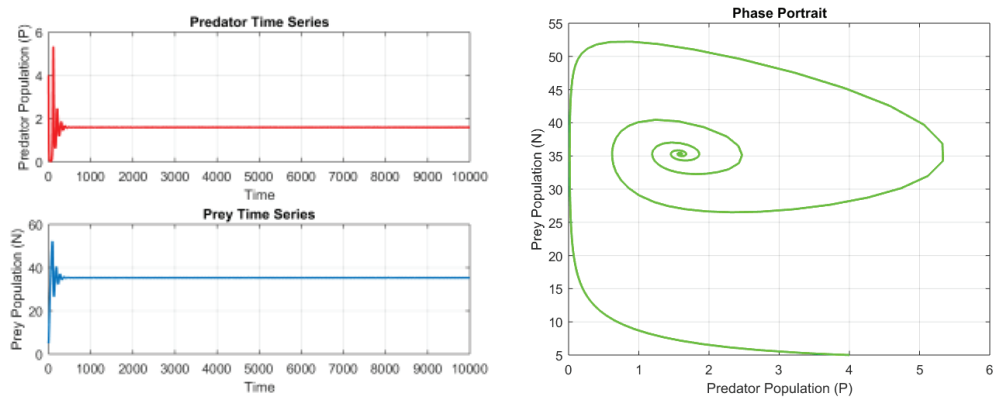 Predator Time Series
Predator Population (P)
6
4
2
0
0 1000 2000 3000 4000 5000 6000 7000 8000 9000 10000
Time
Prey Time Series
Prey Population (N)
60
40
20
0
0 1000 2000 3000 4000 5000 6000 7000 8000 9000 10000
Time
Phase Portrait
Prey Population (N)
55
50
45
40
35
30
25
20
15
10
5
0 1 2 3 4 5 6
Predator Population (P)